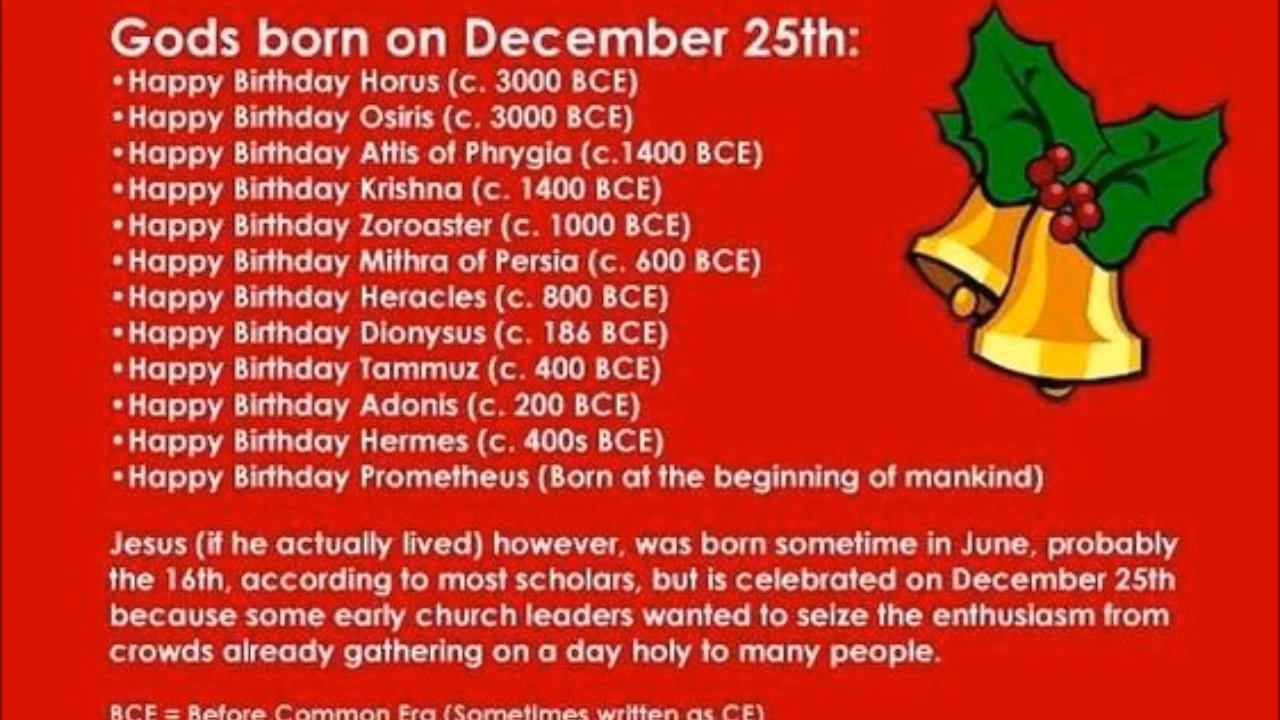 Gods born on December 25th:
•Happy Birthday Horus (c. 3000 BCE)
•Happy Birthday Osiris (c. 3000 BCE)
•Happy Birthday Attis of Phrygia (c.1400 BCE)
•Happy Birthday Krishna (c. 1400 BCE)
•Happy Birthday Zoroaster (c. 1000 BCE)
•Happy Birthday Mithra of Persia (c. 600 BCE)
•Happy Birthday Heracles (c. 800 BCE)
•Happy Birthday Dionysus (c. 186 BCE)
•Happy Birthday Tammuz (c. 400 BCE)
•Happy Birthday Adonis (c. 200 BCE)
•Happy Birthday Hermes (c. 400s BCE)
•Happy Birthday Prometheus (Born at the beginning of mankind)
Jesus (if he actually lived) however, was born sometime in June, probably
the 16th, according to most scholars, but is celebrated on December 25th
because some early church leaders wanted to seize the enthusiasm from
crowds already gathering on a day holy to many people.
BCE = Before Common Era (Sometimes written as CE)